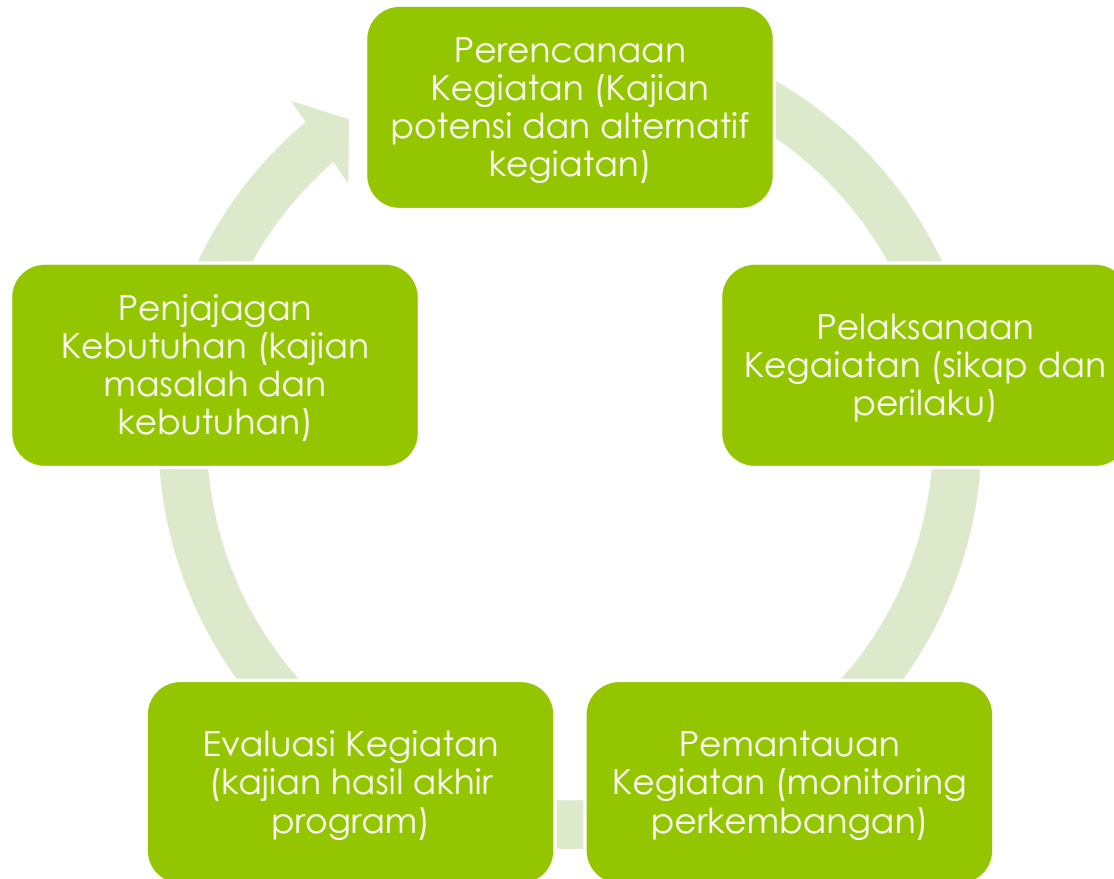 Perencanaan
Kegiatan (Kajian
potensi dan alternatif
kegiatan)
Pelaksanaan
Kegaiatan (sikap dan
perilaku)
Pemantauan
Kegiatan (monitoring
perkembangan)
Evaluasi Kegiatan
(kajian hasil akhir
program)
Penjajagan
Kebutuhan (kajian
masalah dan
kebutuhan)